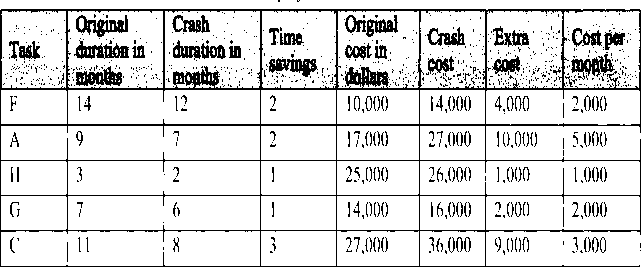 Task | Original duration in months | Crash duration in months | Time savings | Original cost in dollars | Crash cost | Extra cost | Cost per month
F | 14 | 12 | 2 | 10,000 | 14,000 | 4,000 | 2,000
A | 9 | 7 | 2 | 17,000 | 27,000 | 10,000 | 5,000
H | 3 | 2 | 1 | 25,000 | 26,000 | 1,000 | 1,000
G | 7 | 6 | 1 | 14,000 | 16,000 | 2,000 | 2,000
C | 11 | 8 | 3 | 27,000 | 36,000 | 9,000 | 3,000